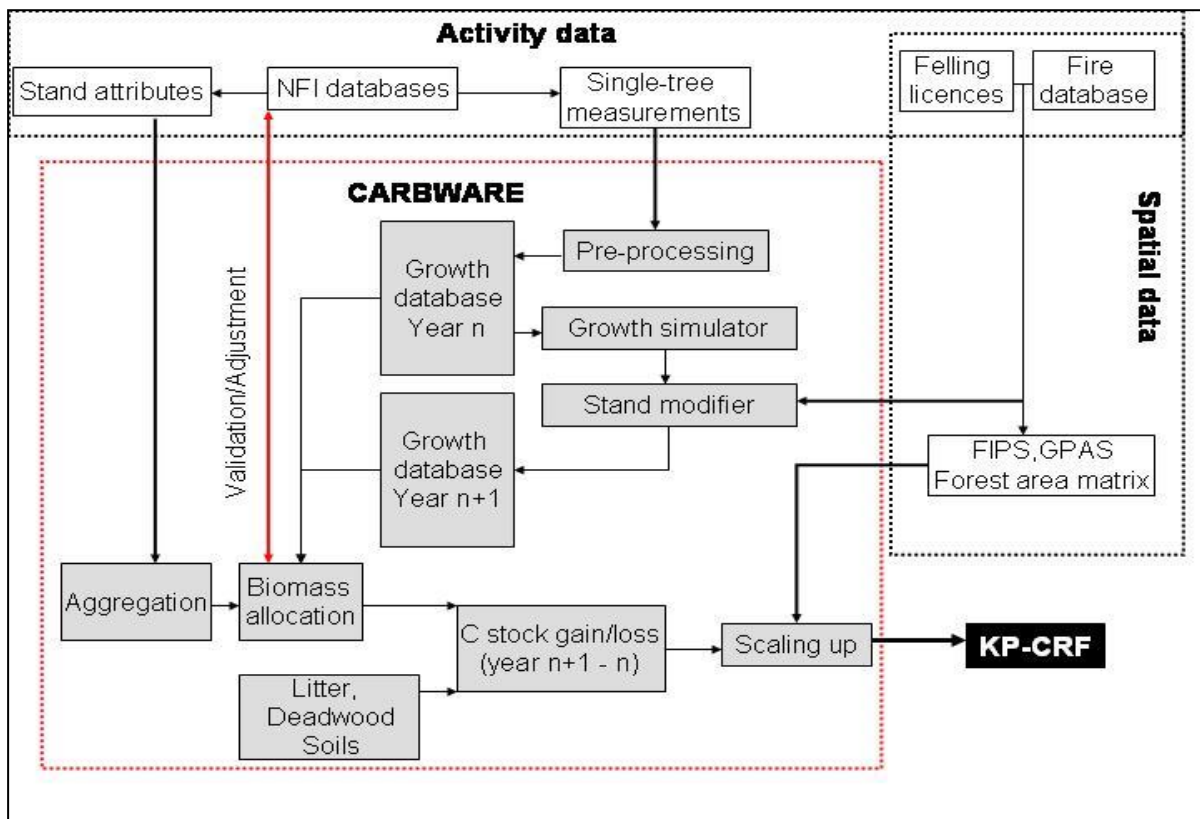 Activity data
Stand attributes
NFI databases
Single-tree
measurements
Felling
licences
Fire
database
CARBWARE
Spatial data
Validation/Adjustment
Pre-processing
Growth
database
Year n
Growth simulator
Stand modifier
Growth
database
Year n+1
FIPS,GPAS
Forest area matrix
Aggregation
Biomass
allocation
C stock gain/loss
(year n+1 - n)
Scaling up
KP-CRF
Litter,
Deadwood
Soils